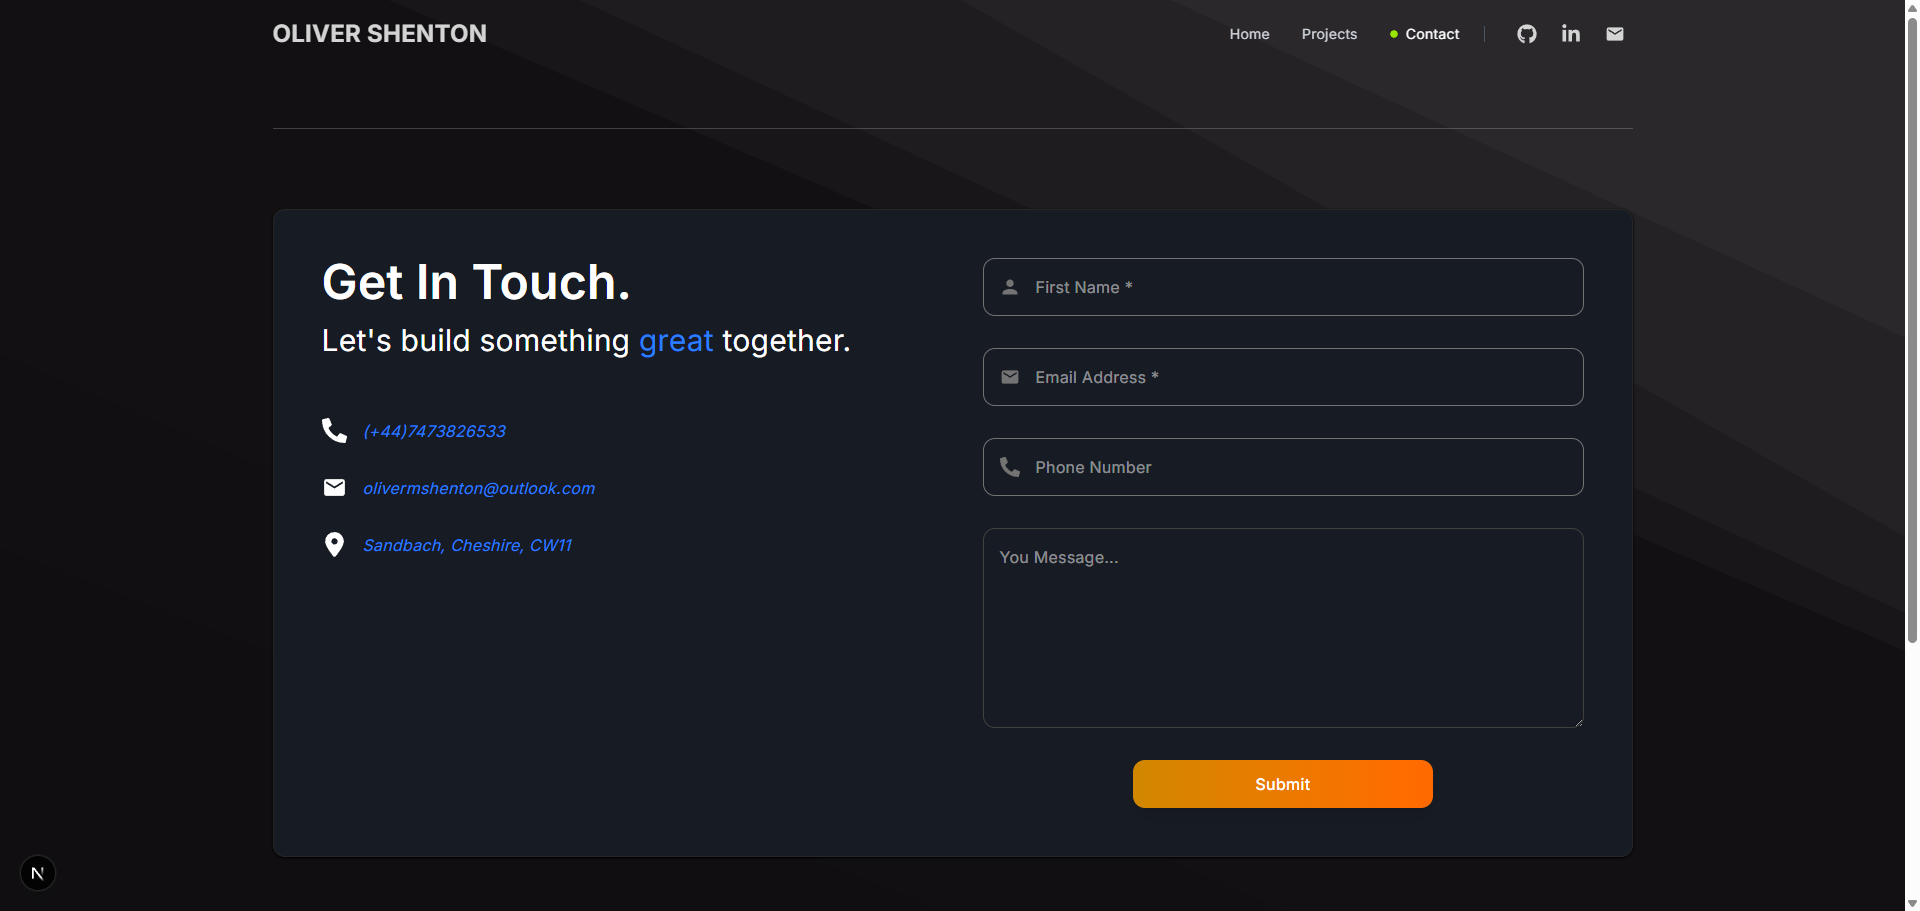 OLIVER SHENTON
Home
Projects
Contact
Get In Touch.
Let's build something great together.
(+44)7473826533
olivermshenton@outlook.com
Sandbach, Cheshire, CW11
First Name *
Email Address *
Phone Number
You Message...
Submit
N